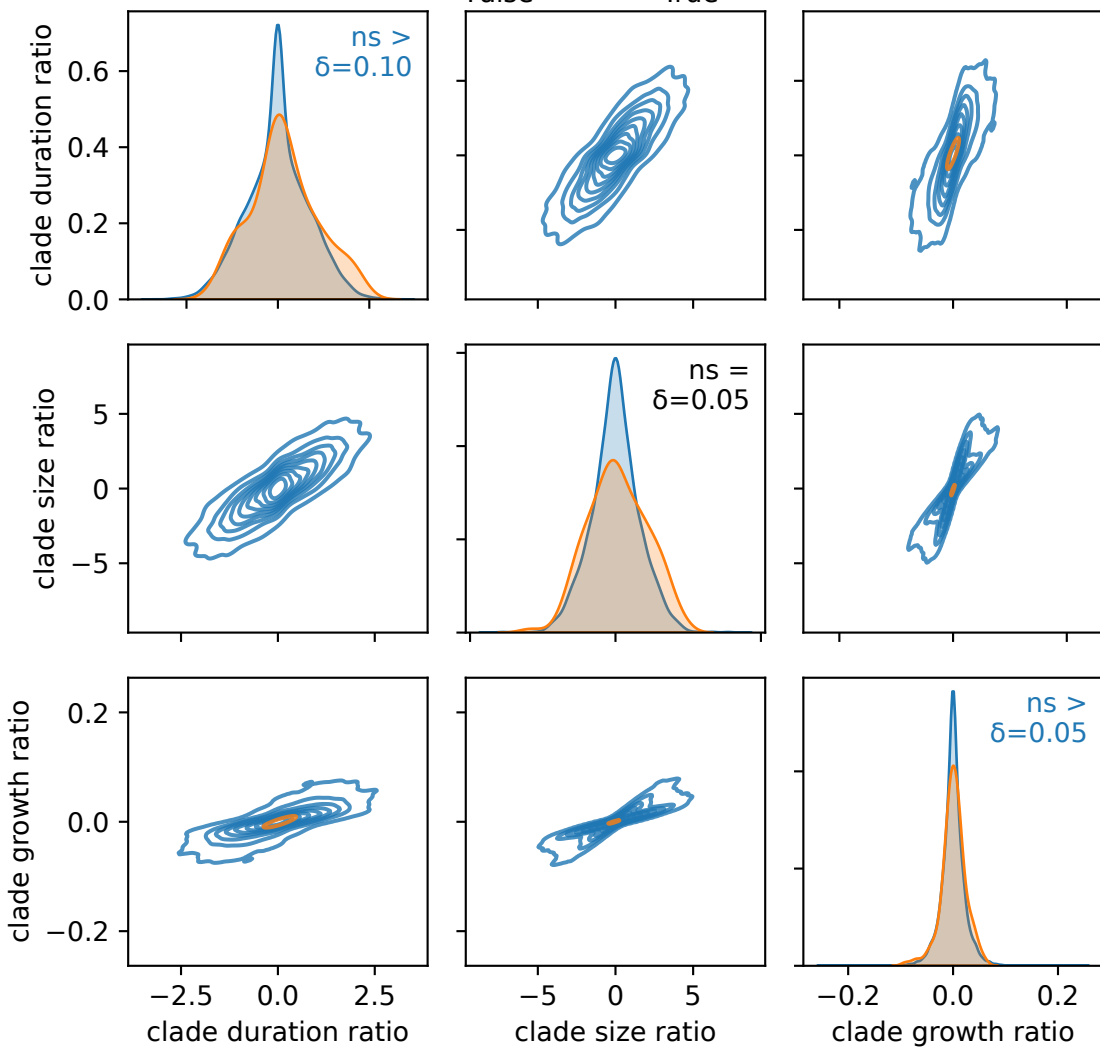 True
clade duration ratio
0.6
0.4
0.2
0.0
ns >
δ=0.10
clade size ratio
5
0
−5
ns =
δ=0.05
clade growth ratio
0.2
0.0
−0.2
ns >
δ=0.05
−2.5 0.0 2.5
clade duration ratio
−5 0 5
clade size ratio
−0.2 0.0 0.2
clade growth ratio